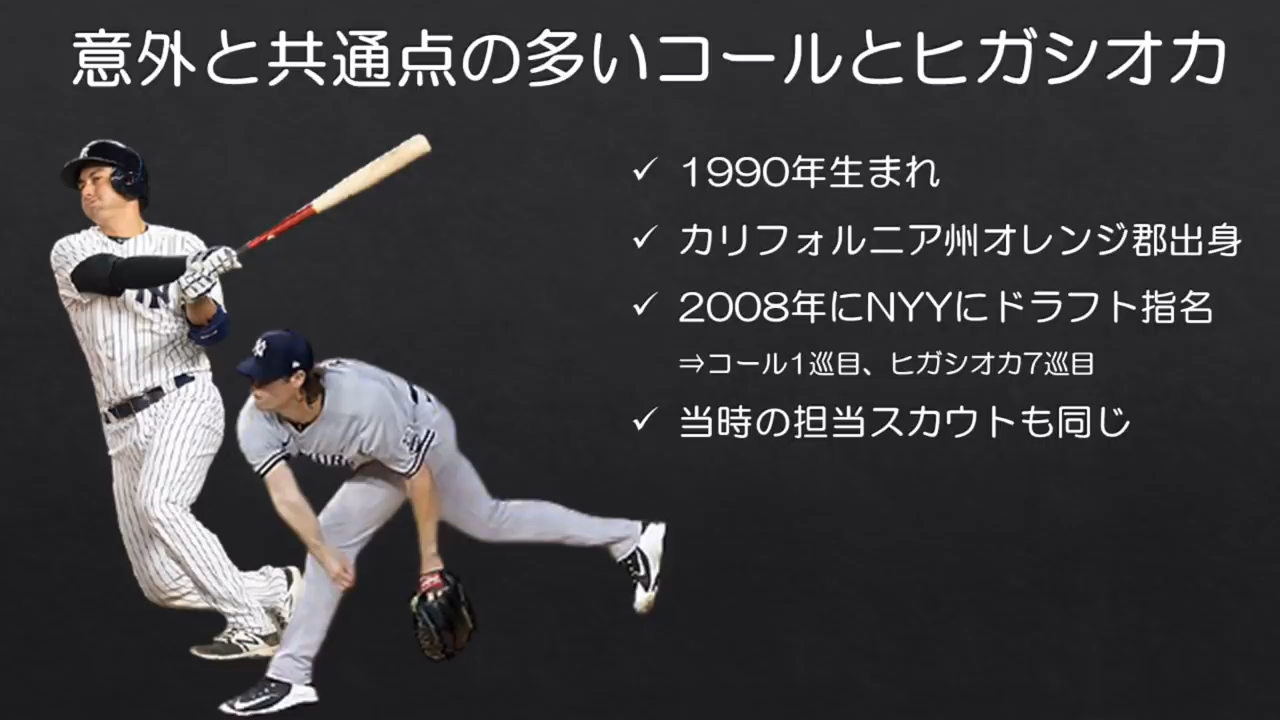 意外と共通点の多いコールとヒガシオカ
✓ 1990年生まれ
✓ カリフォルニア州オレンジ郡出身
✓ 2008年にNYYにドラフト指名
⇒コール1巡目、ヒガシオカ7巡目
✓ 当時の担当スカウトも同じ